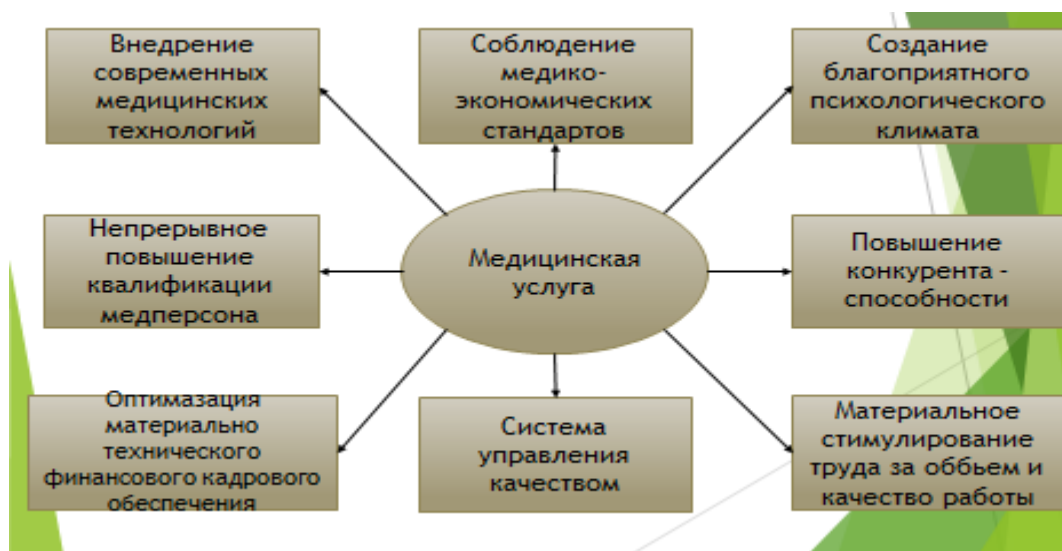 Внедрение
современных
медицинских
технологий
Соблюдение
медико-
экономических
стандартов
Создание
благоприятного
психологического
климата
Непрерывное
повышение
квалификации
медперсона
Медицинская
услуга
Повышение
конкурента -
способности
Оптимазация
материально
технического
финансового кадрового
обеспечения
Система
управления
качеством
Материальное
стимулирование
труда за оббьем и
качество работы